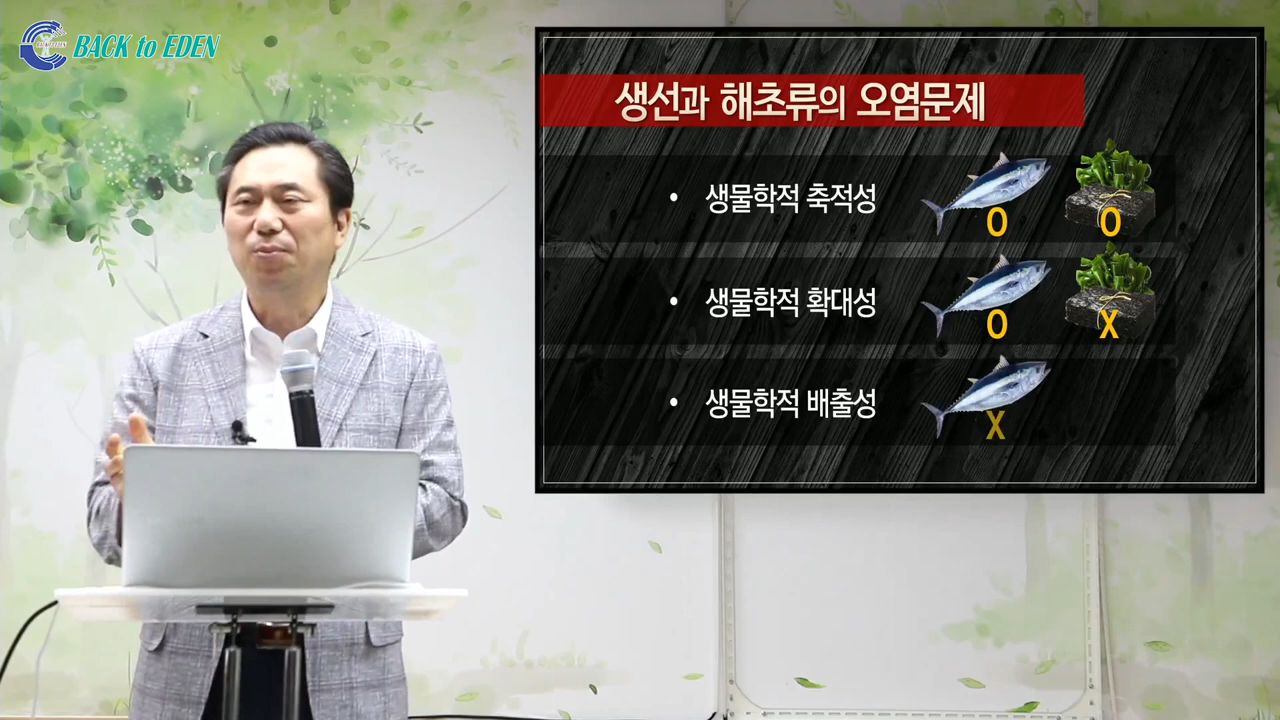 BACK to EDEN
생선과 해초류의 오염문제
• 생물학적 축적성 O O
• 생물학적 확대성 O X
• 생물학적 배출성 X